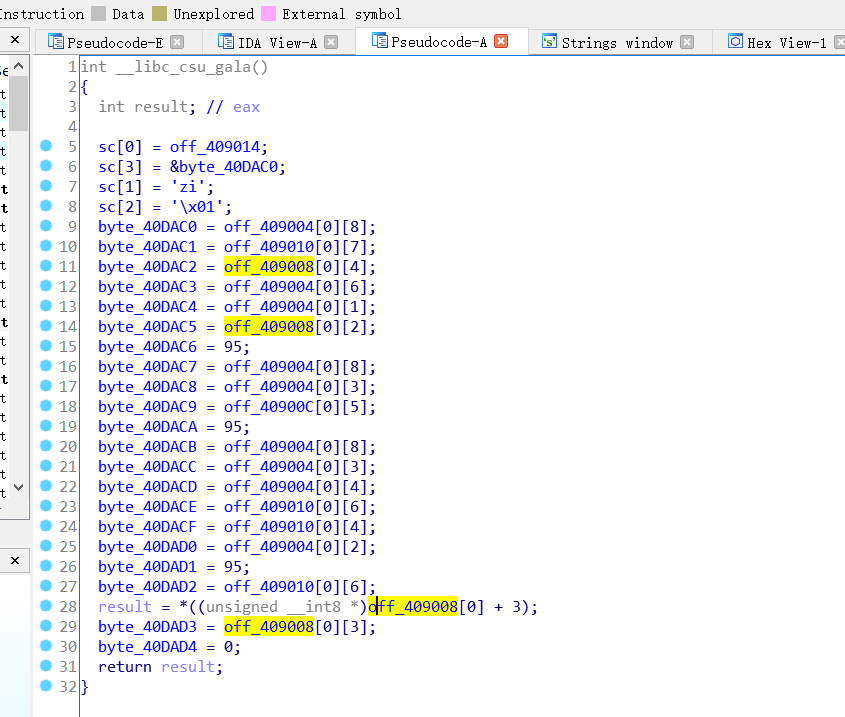 nstruction Data Unexplored External symbol
Pseudocode-E IDA View-A Pseudocode-A Strings window Hex View-1
1 int __libc_csu_gala()
2 {
3 int result; // eax
4
5 sc[0] = off_409014;
6 sc[3] = &byte_40DAC0;
7 sc[1] = 'zi';
8 sc[2] = '\x01';
9 byte_40DAC0 = off_409004[0][8];
10 byte_40DAC1 = off_409010[0][7];
11 byte_40DAC2 = off_409008[0][4];
12 byte_40DAC3 = off_409004[0][6];
13 byte_40DAC4 = off_409004[0][1];
14 byte_40DAC5 = off_409008[0][2];
15 byte_40DAC6 = 95;
16 byte_40DAC7 = off_409004[0][8];
17 byte_40DAC8 = off_409004[0][3];
18 byte_40DAC9 = off_40900C[0][5];
19 byte_40DACA = 95;
20 byte_40DACB = off_409004[0][8];
21 byte_40DACC = off_409004[0][3];
22 byte_40DACD = off_409004[0][4];
23 byte_40DACE = off_409010[0][6];
24 byte_40DACF = off_409010[0][4];
25 byte_40DAD0 = off_409004[0][2];
26 byte_40DAD1 = 95;
27 byte_40DAD2 = off_409010[0][6];
28 result = *((unsigned __int8 *)off_409008[0] + 3);
29 byte_40DAD3 = off_409008[0][3];
30 byte_40DAD4 = 0;
31 return result;
32 }